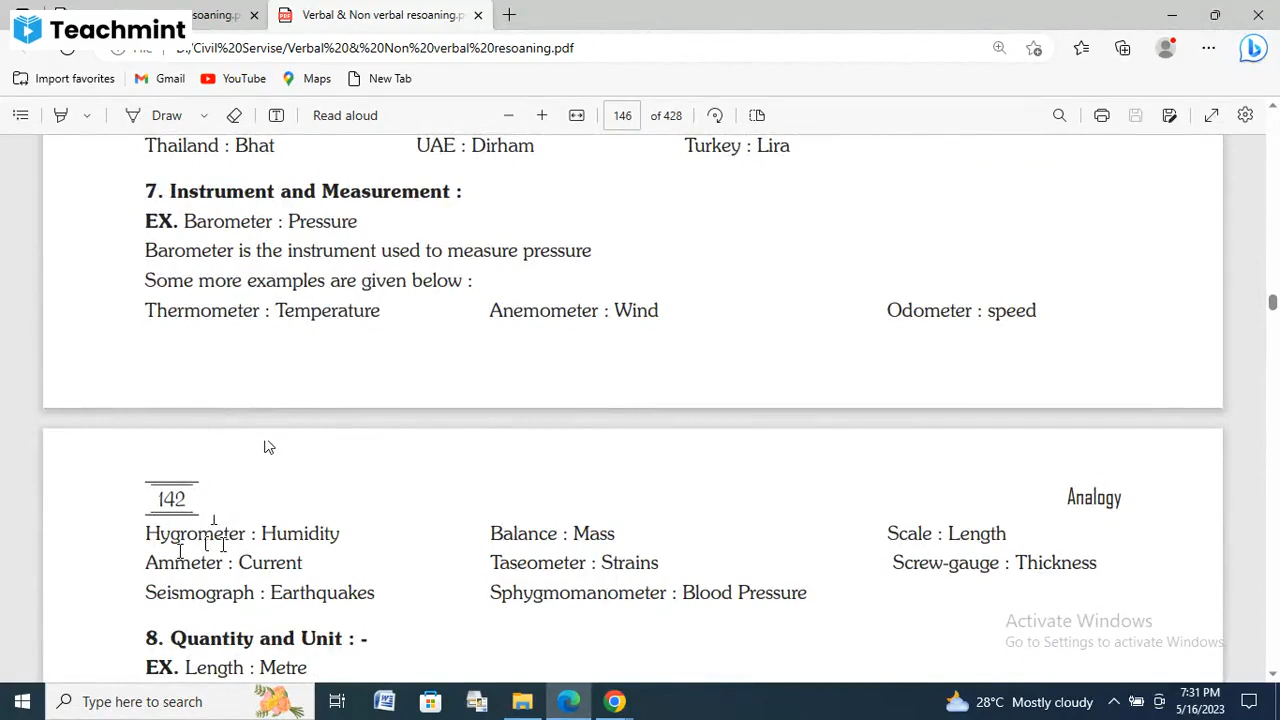 Teachmint
resoaning.p
Verbal & Non verbal resoaning.p
D:/Civil%20Servise/Verbal%20&%20Non%20verbal%20resoaning.pdf
Import favorites Gmail YouTube Maps New Tab
Draw Read aloud 146 of 428
Thailand : Bhat UAE : Dirham Turkey : Lira
7. Instrument and Measurement :
EX. Barometer : Pressure
Barometer is the instrument used to measure pressure
Some more examples are given below :
Thermometer : Temperature Anemometer : Wind Odometer : speed
142 Analogy
Hygrometer : Humidity Balance : Mass Scale : Length
Ammeter : Current Taseometer : Strains Screw-gauge : Thickness
Seismograph : Earthquakes Sphygmomanometer : Blood Pressure
8. Quantity and Unit : -
EX. Length : Metre
Activate Windows
Go to Settings to activate Windows.
Type here to search 28°C Mostly cloudy 7:31 PM
5/16/2023